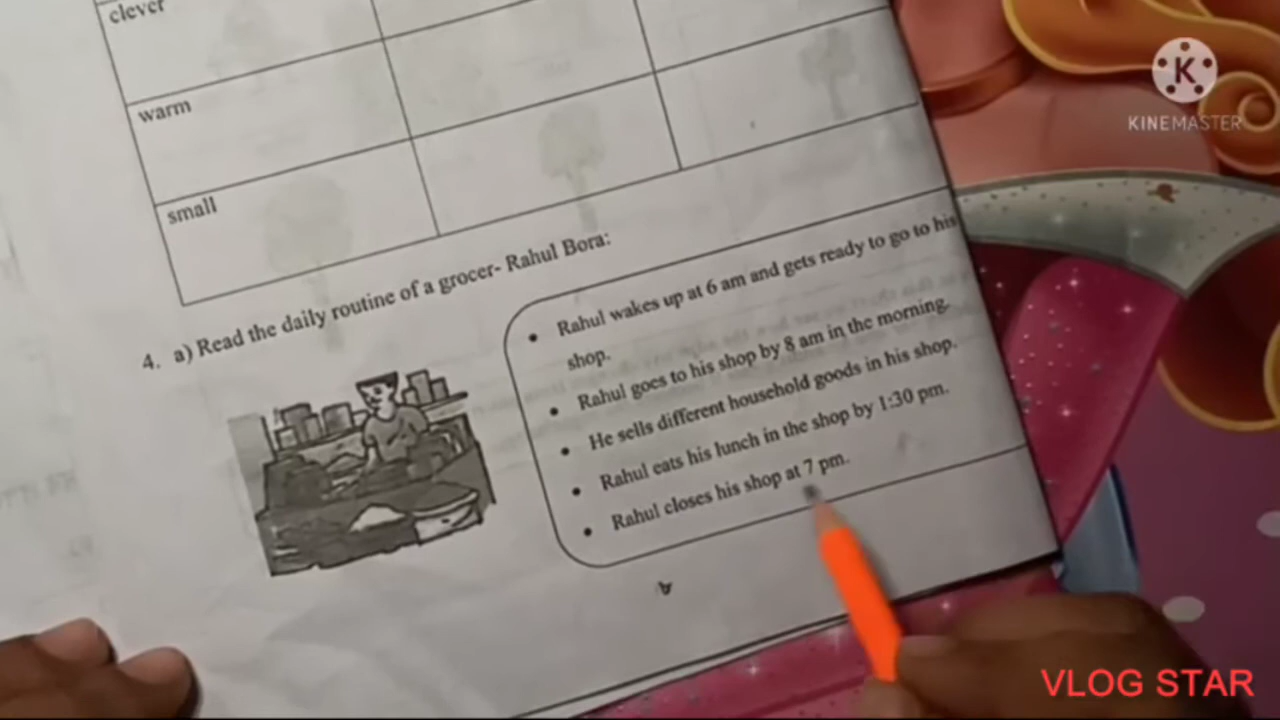 clever
warm
small
4. a) Read the daily routine of a grocer- Rahul Bora:
• Rahul wakes up at 6 am and gets ready to go to his
shop.
• Rahul goes to his shop by 8 am in the morning.
• He sells different household goods in his shop.
• Rahul eats his lunch in the shop by 1:30 pm.
• Rahul closes his shop at 7 pm.
K
KINEMASTER
VLOG STAR